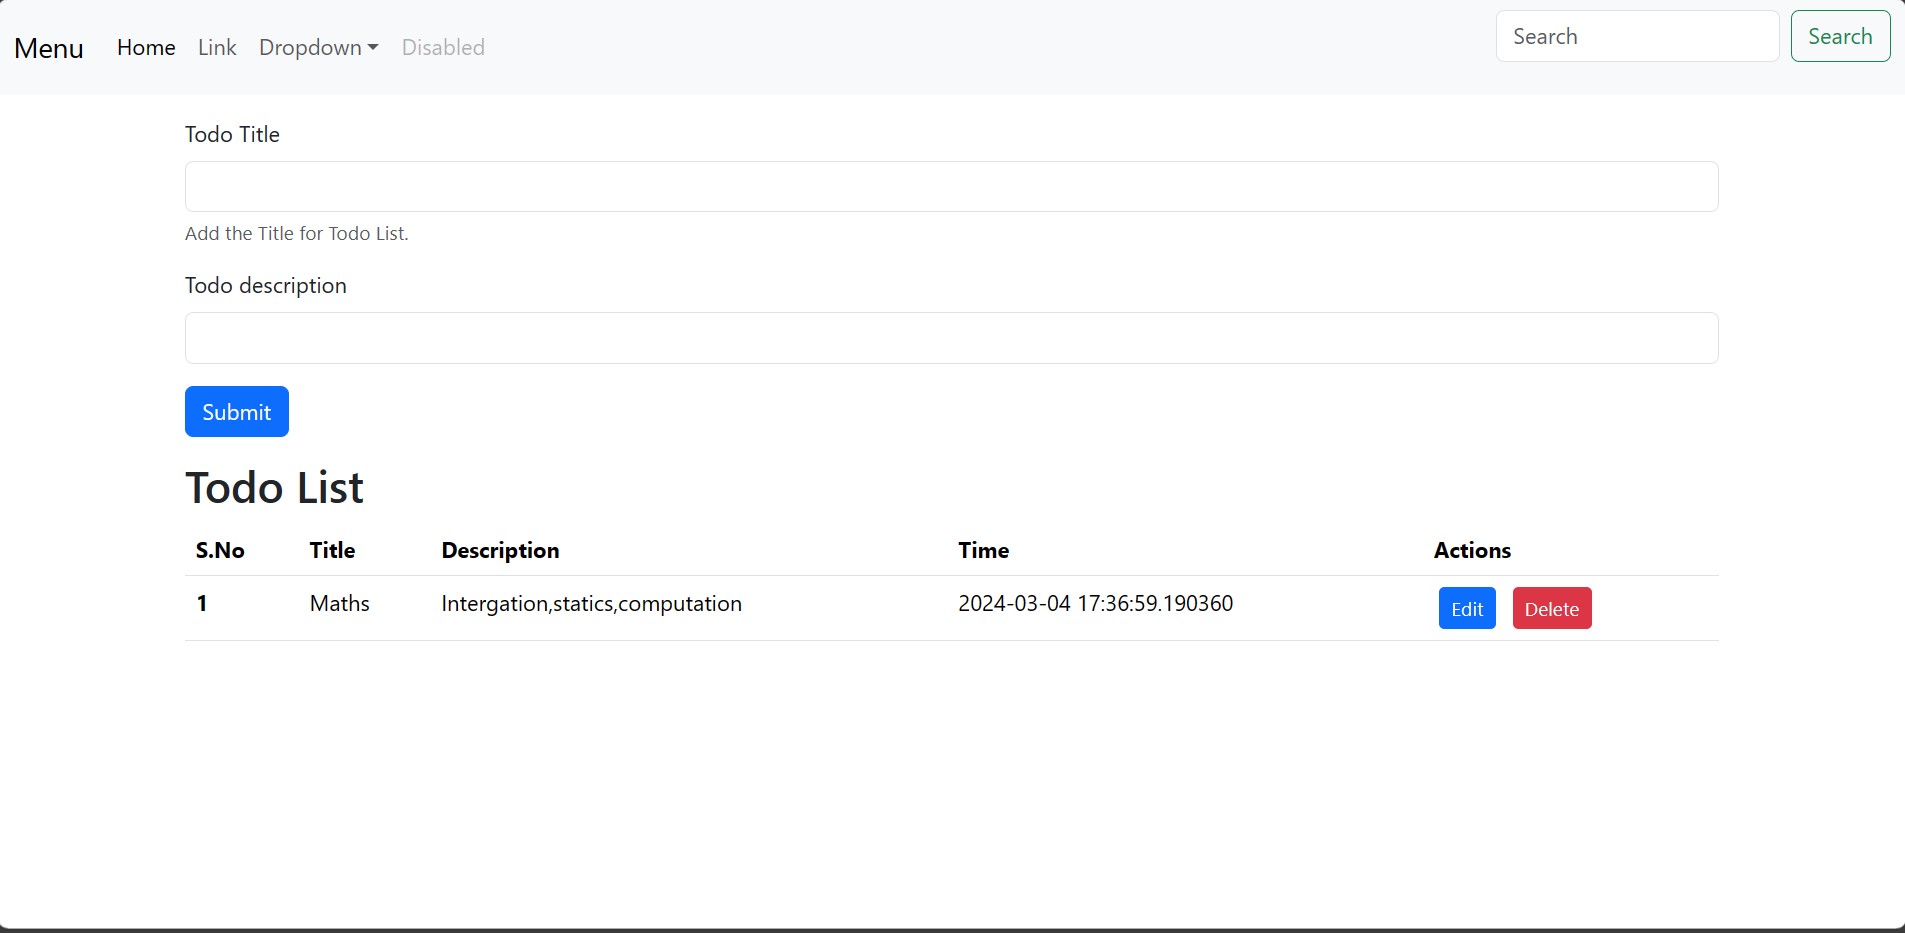 Menu Home Link Dropdown Disabled Search Search
Todo Title
Add the Title for Todo List.
Todo description
Submit
Todo List
S.No Title Description Time Actions
1 Maths Intergation,statics,computation 2024-03-04 17:36:59.190360 Edit Delete